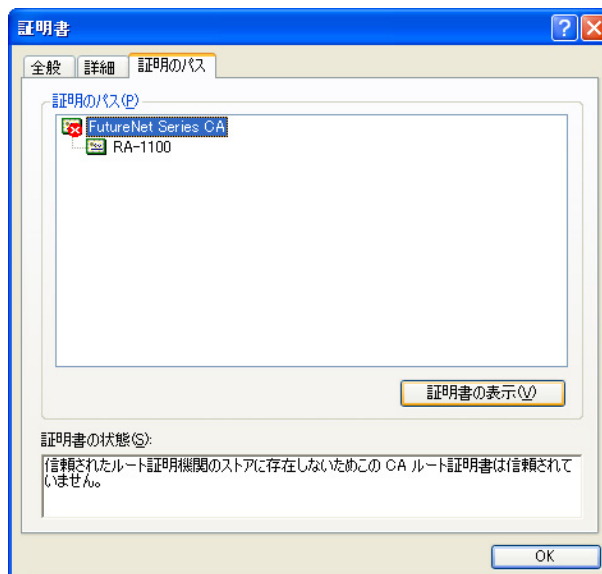 証明書
全般 詳細 証明のパス
証明のパス(P)
FutureNet Series CA
RA-1100
証明書の表示(V)
証明書の状態(S):
信頼されたルート証明機関のストアに存在しないためこの CA ルート証明書は信頼されて
いません。
OK